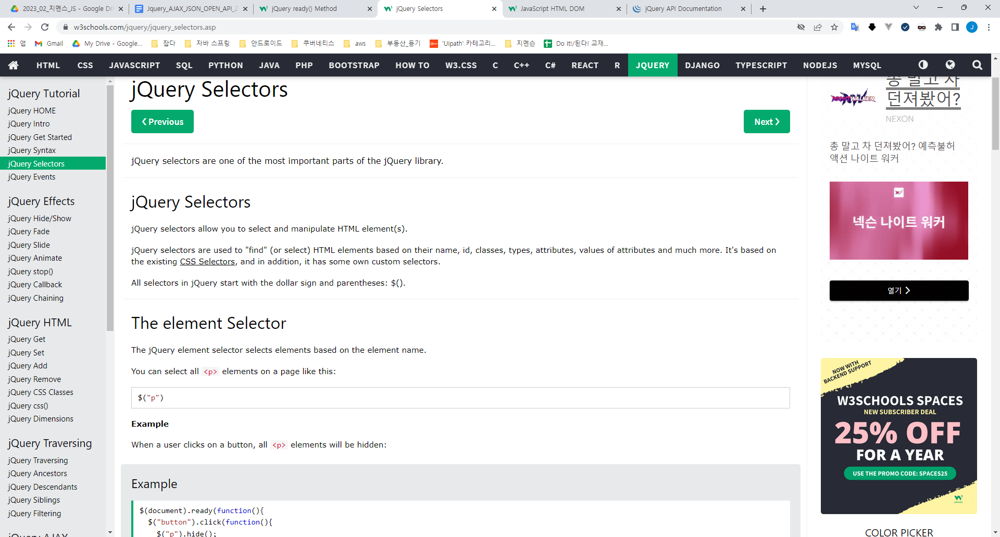 2023_02_지멘스_JS - Google Dri
Jquery_AJAX_JSON_OPEN_API_2
jQuery ready() Method
jQuery Selectors
JavaScript HTML DOM
jQuery API Documentation
w3schools.com/jquery/jquery_selectors.asp
J
앱
Gmail
My Drive - Google...
잡다
자바 스프링
안드로이드
쿠버네티스
aws
부동산_등기
'Uipath' 카테고리...
지멘슨
Do it!/된다! 교재...
HTML CSS JAVASCRIPT SQL PYTHON JAVA PHP BOOTSTRAP HOW TO W3.CSS C C++ C# REACT R JQUERY DJANGO TYPESCRIPT NODEJS MYSQL
jQuery Tutorial
jQuery HOME
jQuery Intro
jQuery Get Started
jQuery Syntax
jQuery Selectors
jQuery Events
jQuery Effects
jQuery Hide/Show
jQuery Fade
jQuery Slide
jQuery Animate
jQuery stop()
jQuery Callback
jQuery Chaining
jQuery HTML
jQuery Get
jQuery Set
jQuery Add
jQuery Remove
jQuery CSS Classes
jQuery css()
jQuery Dimensions
jQuery Traversing
jQuery Traversing
jQuery Ancestors
jQuery Descendants
jQuery Siblings
jQuery Filtering
jQuery AJAX
jQuery Selectors
❮ Previous
Next ❯
jQuery selectors are one of the most important parts of the jQuery library.
jQuery Selectors
jQuery selectors allow you to select and manipulate HTML element(s).
jQuery selectors are used to "find" (or select) HTML elements based on their name, id, classes, types, attributes, values of attributes and much more. It's based on
the existing CSS Selectors, and in addition, it has some own custom selectors.
All selectors in jQuery start with the dollar sign and parentheses: $().
The element Selector
The jQuery element selector selects elements based on the element name.
You can select all <p> elements on a page like this:
$("p")
Example
When a user clicks on a button, all <p> elements will be hidden:
Example
$(document).ready(function(){
$("button").click(function(){
$("p").hide();
NIGHTWALKER
총 말고 차
던져봤어?
NEXON
총 말고 차 던져봤어? 예측불허
액션 나이트 워커
넥슨 나이트 워커
열기
NOW WITH
BACKEND SUPPORT
W3SCHOOLS SPACES
NEW SUBSCRIBER DEAL
25% OFF
FOR A YEAR
USE THE PROMO CODE: SPACES25
schools
COLOR PICKER